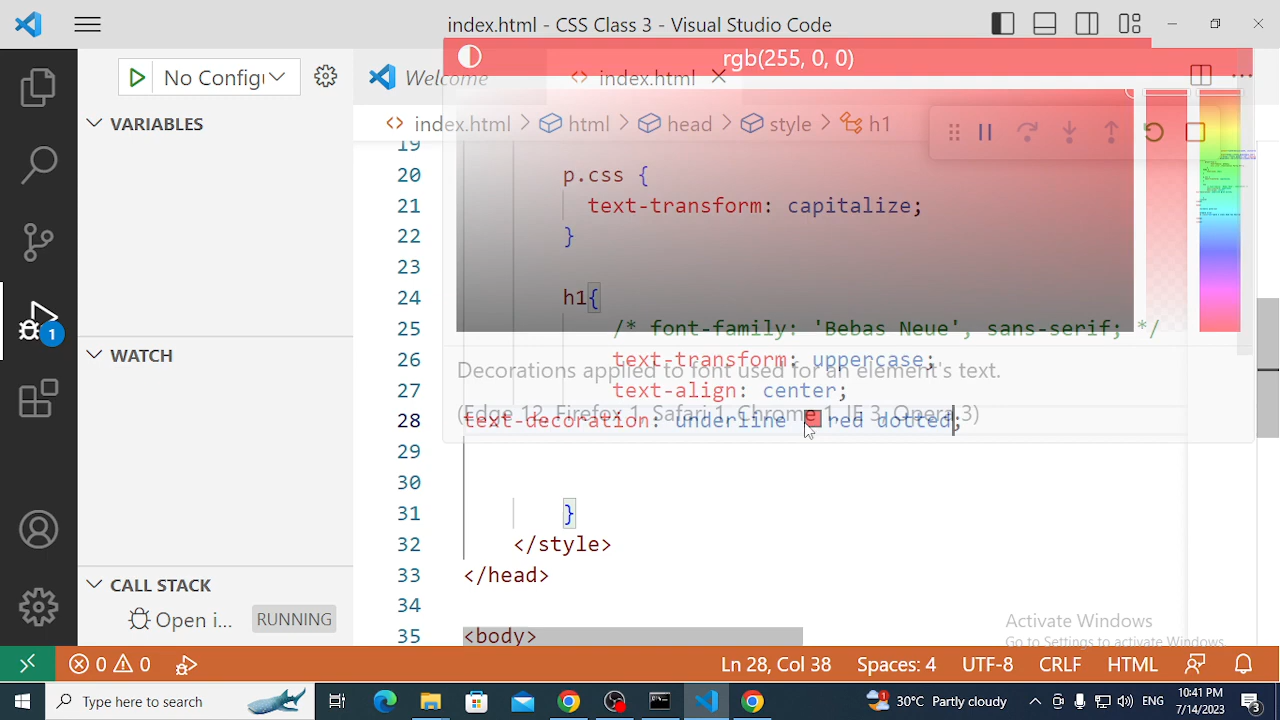 index.html - CSS Class 3 - Visual Studio Code
No Config
Welcome
index.html
rgb(255, 0, 0)
index.html > html > head > style > h1
VARIABLES
WATCH
CALL STACK
Open i...
RUNNING
19
20 p.css {
21 text-transform: capitalize;
22 }
23
24 h1{
25 /* font-family: 'Bebas Neue', sans-serif; */
26 text-transform: uppercase;
Decorations applied to font used for an element's text.
27 text-align: center;
(Edge 12, Firefox 1, Safari 1, Chrome 1, IE 3, Opera 3)
28 text-decoration: underline red dotted;
29
30
31 }
32 </style>
33 </head>
34
35 <body>
1
Activate Windows
Go to Settings to activate Windows.
0 0
Ln 28, Col 38
Spaces: 4
UTF-8
CRLF
HTML
Type here to search
30°C Partly cloudy
ENG
10:41 PM
7/14/2023
3